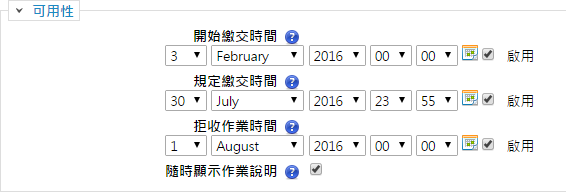 可用性
開始繳交時間
3 February 2016 00 00 啟用
規定繳交時間
30 July 2016 23 55 啟用
拒收作業時間
1 August 2016 00 00 啟用
隨時顯示作業說明